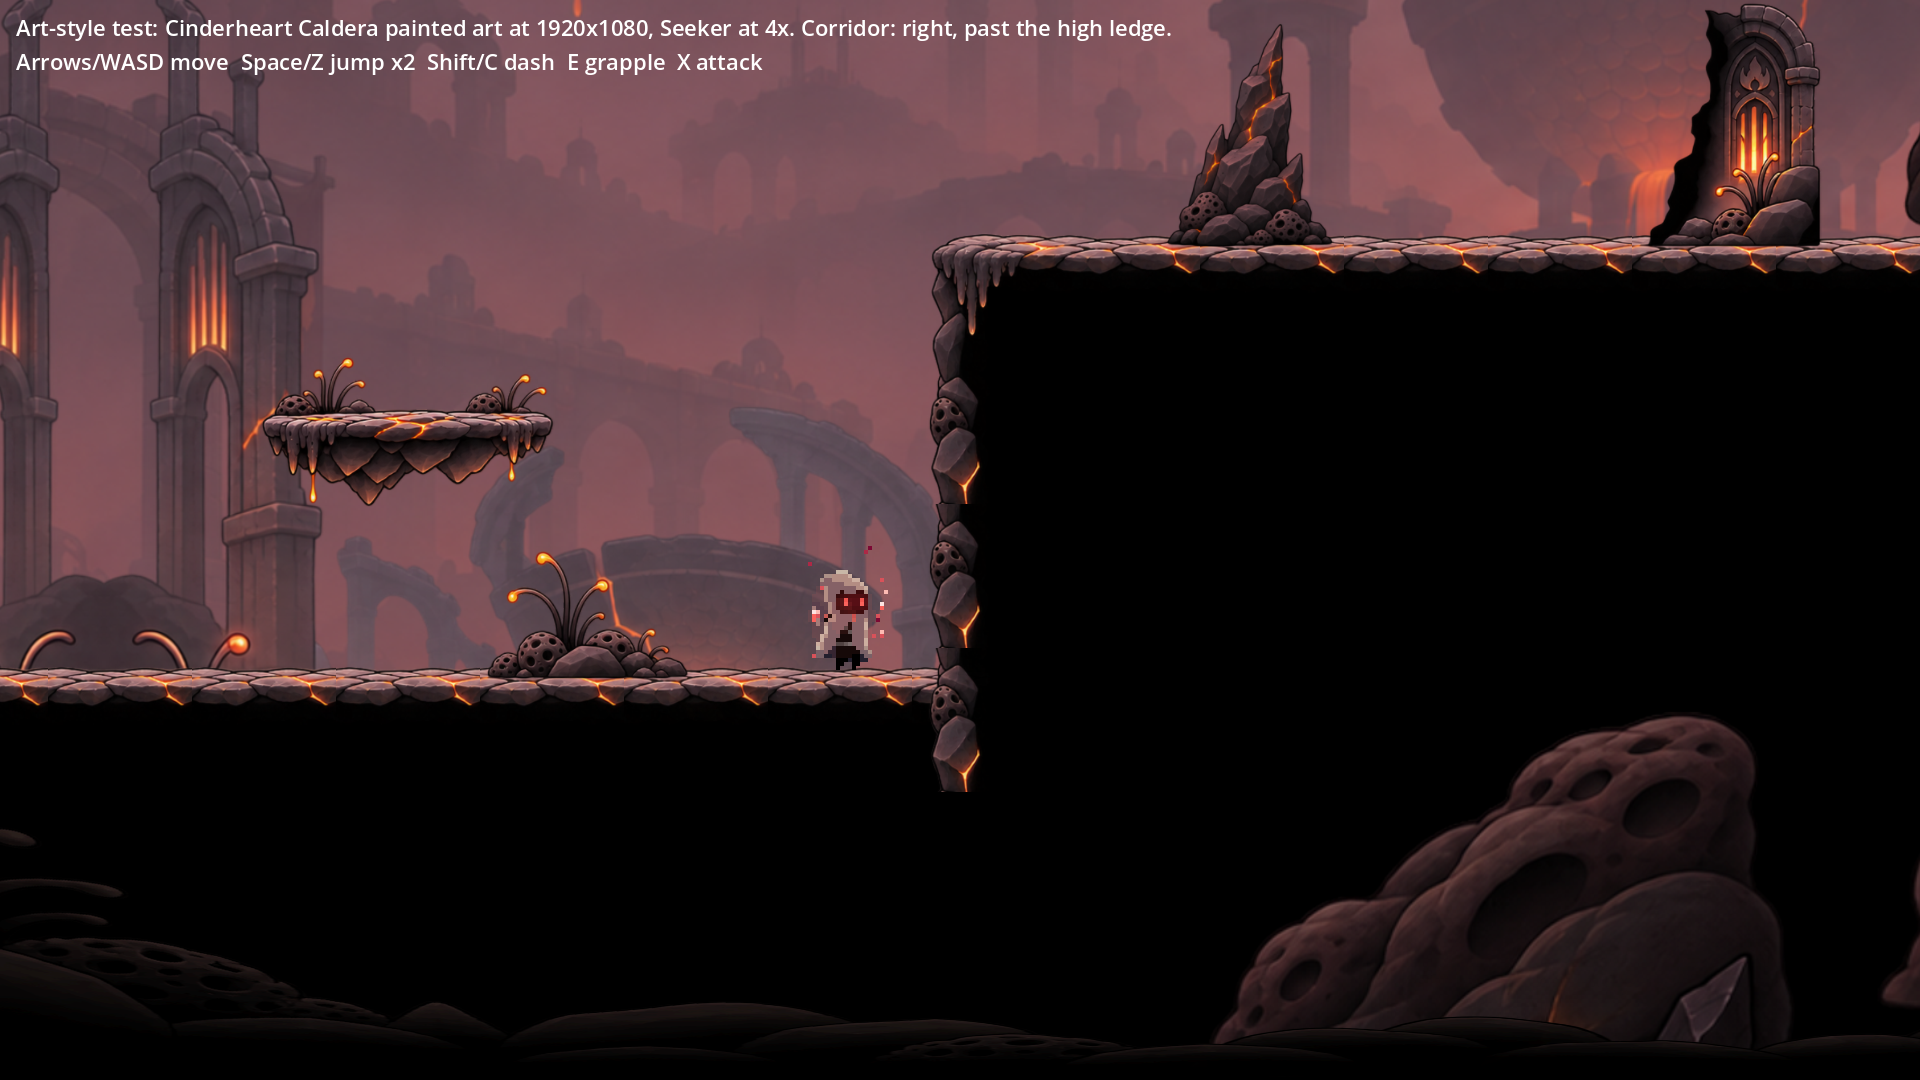 Art-style test: Cinderheart Caldera painted art at 1920x1080, Seeker at 4x. Corridor: right, past the high ledge.
Arrows/WASD move  Space/Z jump x2  Shift/C dash  E grapple  X attack